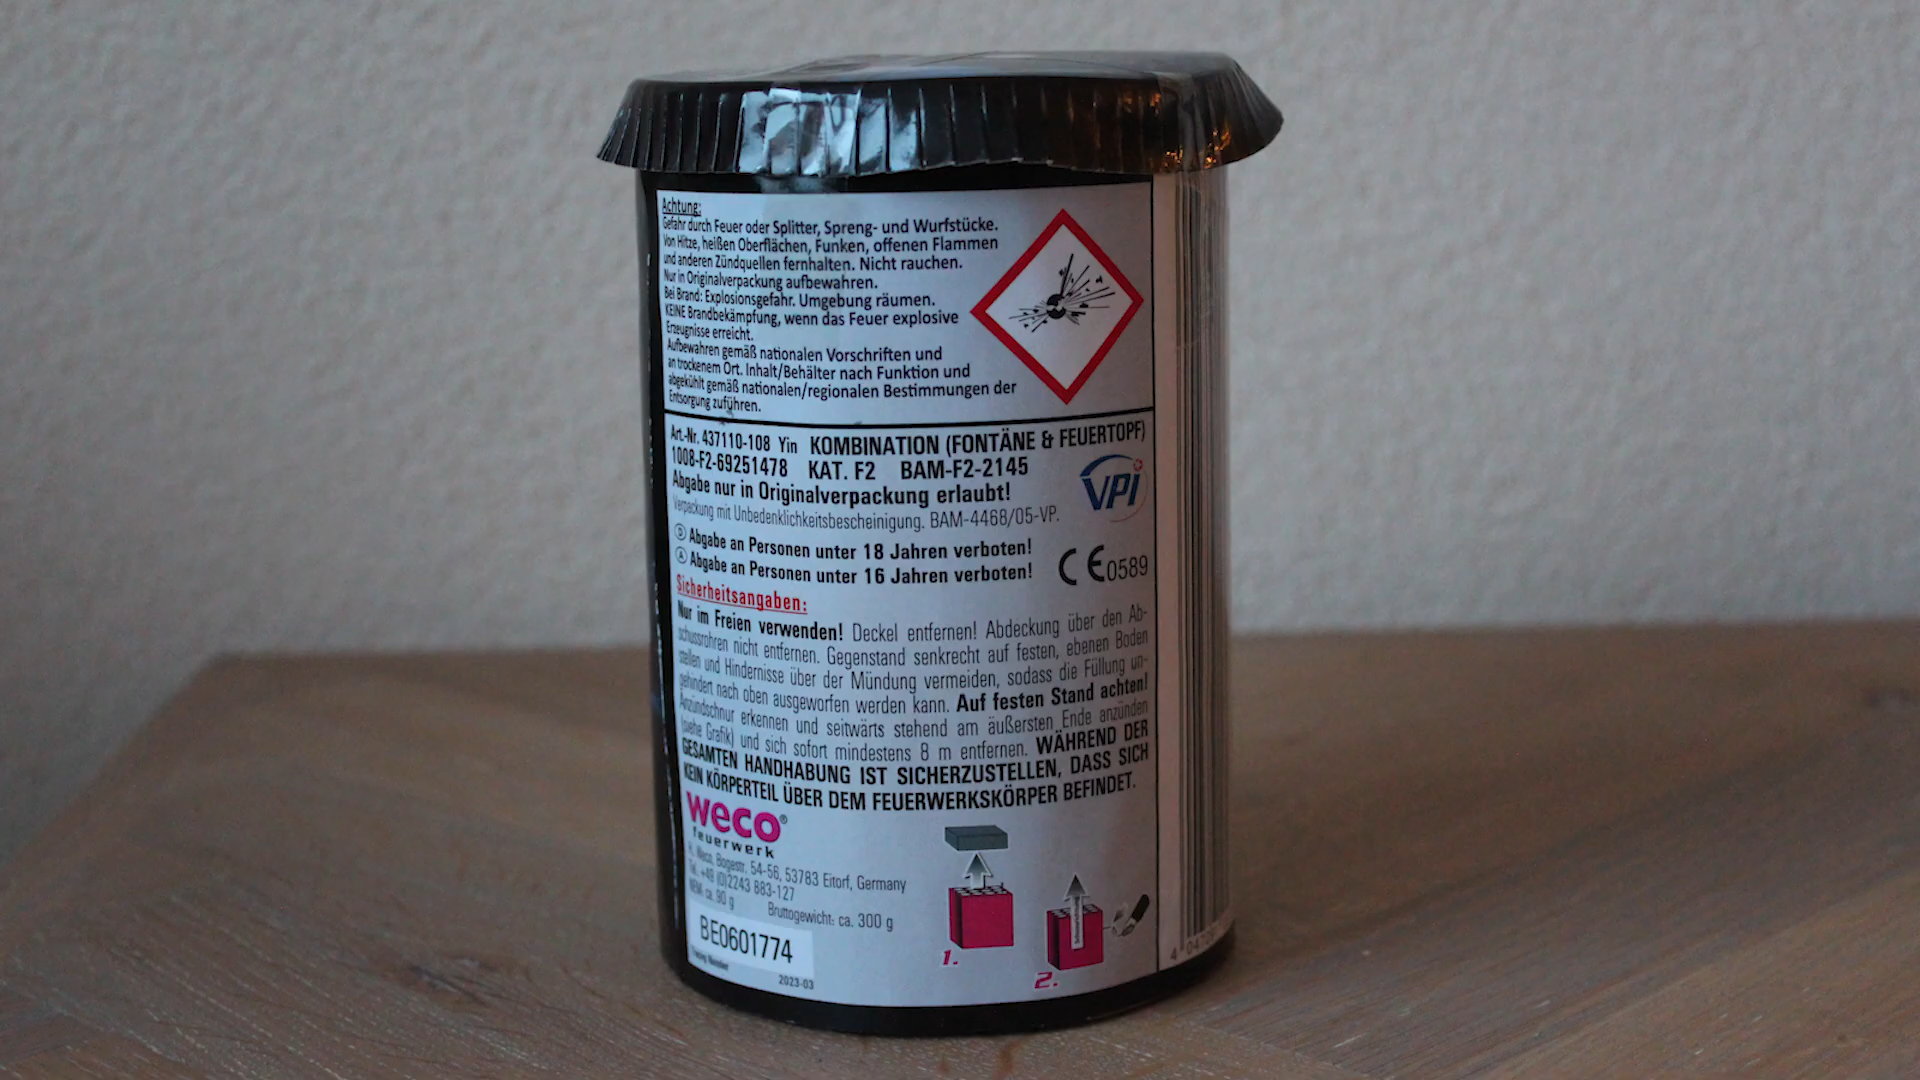 Achtung:
Gefahr durch Feuer oder Splitter, Spreng- und Wurfstücke.
Von Hitze, heißen Oberflächen, Funken, offenen Flammen
und anderen Zündquellen fernhalten. Nicht rauchen.
Nur in Originalverpackung aufbewahren.
Bei Brand: Explosionsgefahr. Umgebung räumen.
KEINE Brandbekämpfung, wenn das Feuer explosive
Erzeugnisse erreicht.
Aufbewahren gemäß nationalen Vorschriften und
an trockenem Ort. Inhalt/Behälter nach Funktion und
abgekühlt gemäß nationalen/regionalen Bestimmungen der
Entsorgung zuführen.
Art.-Nr. 437110-108 Yin KOMBINATION (FONTÄNE & FEUERTOPF)
1008-F2-69251478 KAT. F2 BAM-F2-2145
Abgabe nur in Originalverpackung erlaubt!
VPI
Verpackung mit Unbedenklichkeitsbescheinigung. BAM-4468/05-VP.
D Abgabe an Personen unter 18 Jahren verboten!
A Abgabe an Personen unter 16 Jahren verboten!
CE0589
Sicherheitsangaben:
Nur im Freien verwenden! Deckel entfernen! Abdeckung über den Ab-
schussrohren nicht entfernen. Gegenstand senkrecht auf festen, ebenen Boden
stellen und Hindernisse über der Mündung vermeiden, sodass die Füllung un-
gehindert nach oben ausgeworfen werden kann. Auf festen Stand achten!
Anzündschnur erkennen und seitwärts stehend am äußersten Ende anzünden
(siehe Grafik) und sich sofort mindestens 8 m entfernen. WÄHREND DER
GESAMTEN HANDHABUNG IST SICHERZUSTELLEN, DASS SICH
KEIN KÖRPERTEIL ÜBER DEM FEUERWERKSKÖRPER BEFINDET.
weco®
feuerwerk
H. Weco, Bogestr. 54-56, 53783 Eitorf, Germany
Tel. +49 (0)2243 883-127
NEM: ca. 90 g Bruttogewicht: ca. 300 g
BE0601774
Tracing Number
2023-03
1.
2.